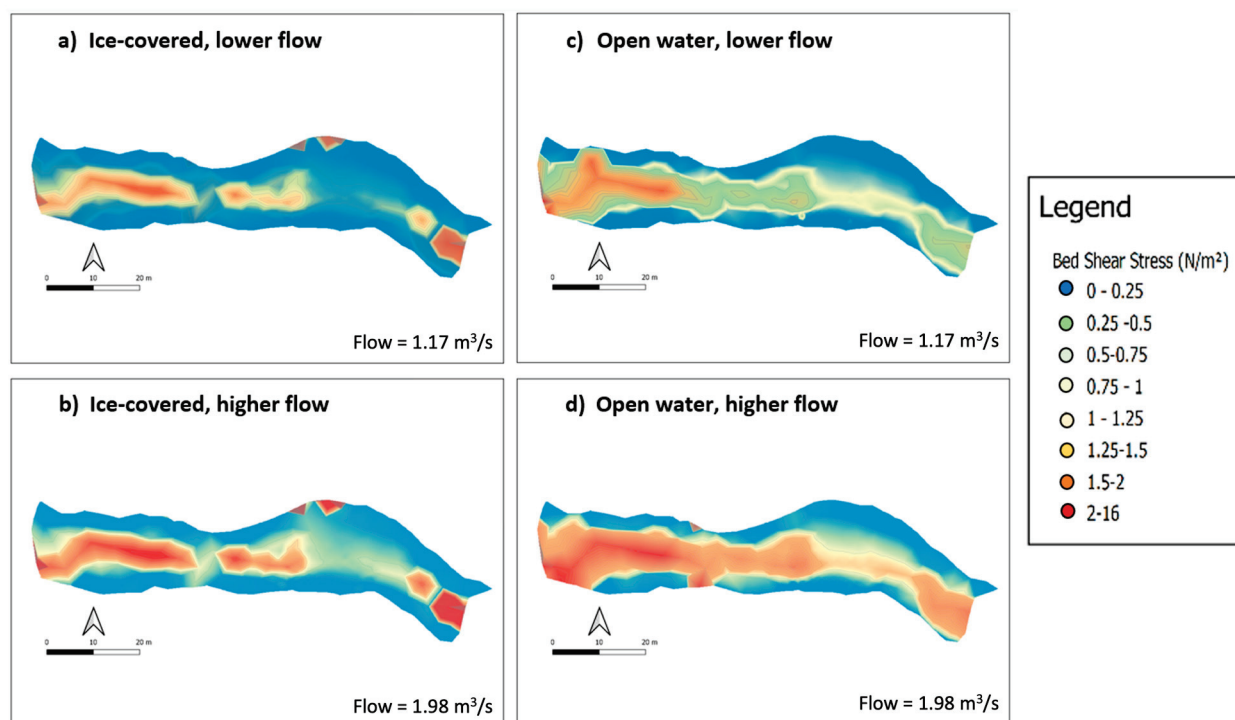 a) Ice-covered, lower flow
0 10 20 m
Flow = 1.17 m³/s
c) Open water, lower flow
0 10 20 m
Flow = 1.17 m³/s
b) Ice-covered, higher flow
0 10 20 m
Flow = 1.98 m³/s
d) Open water, higher flow
0 10 20 m
Flow = 1.98 m³/s
Legend
Bed Shear Stress (N/m²)
0 - 0.25
0.25 -0.5
0.5-0.75
0.75 - 1
1 - 1.25
1.25-1.5
1.5-2
2-16